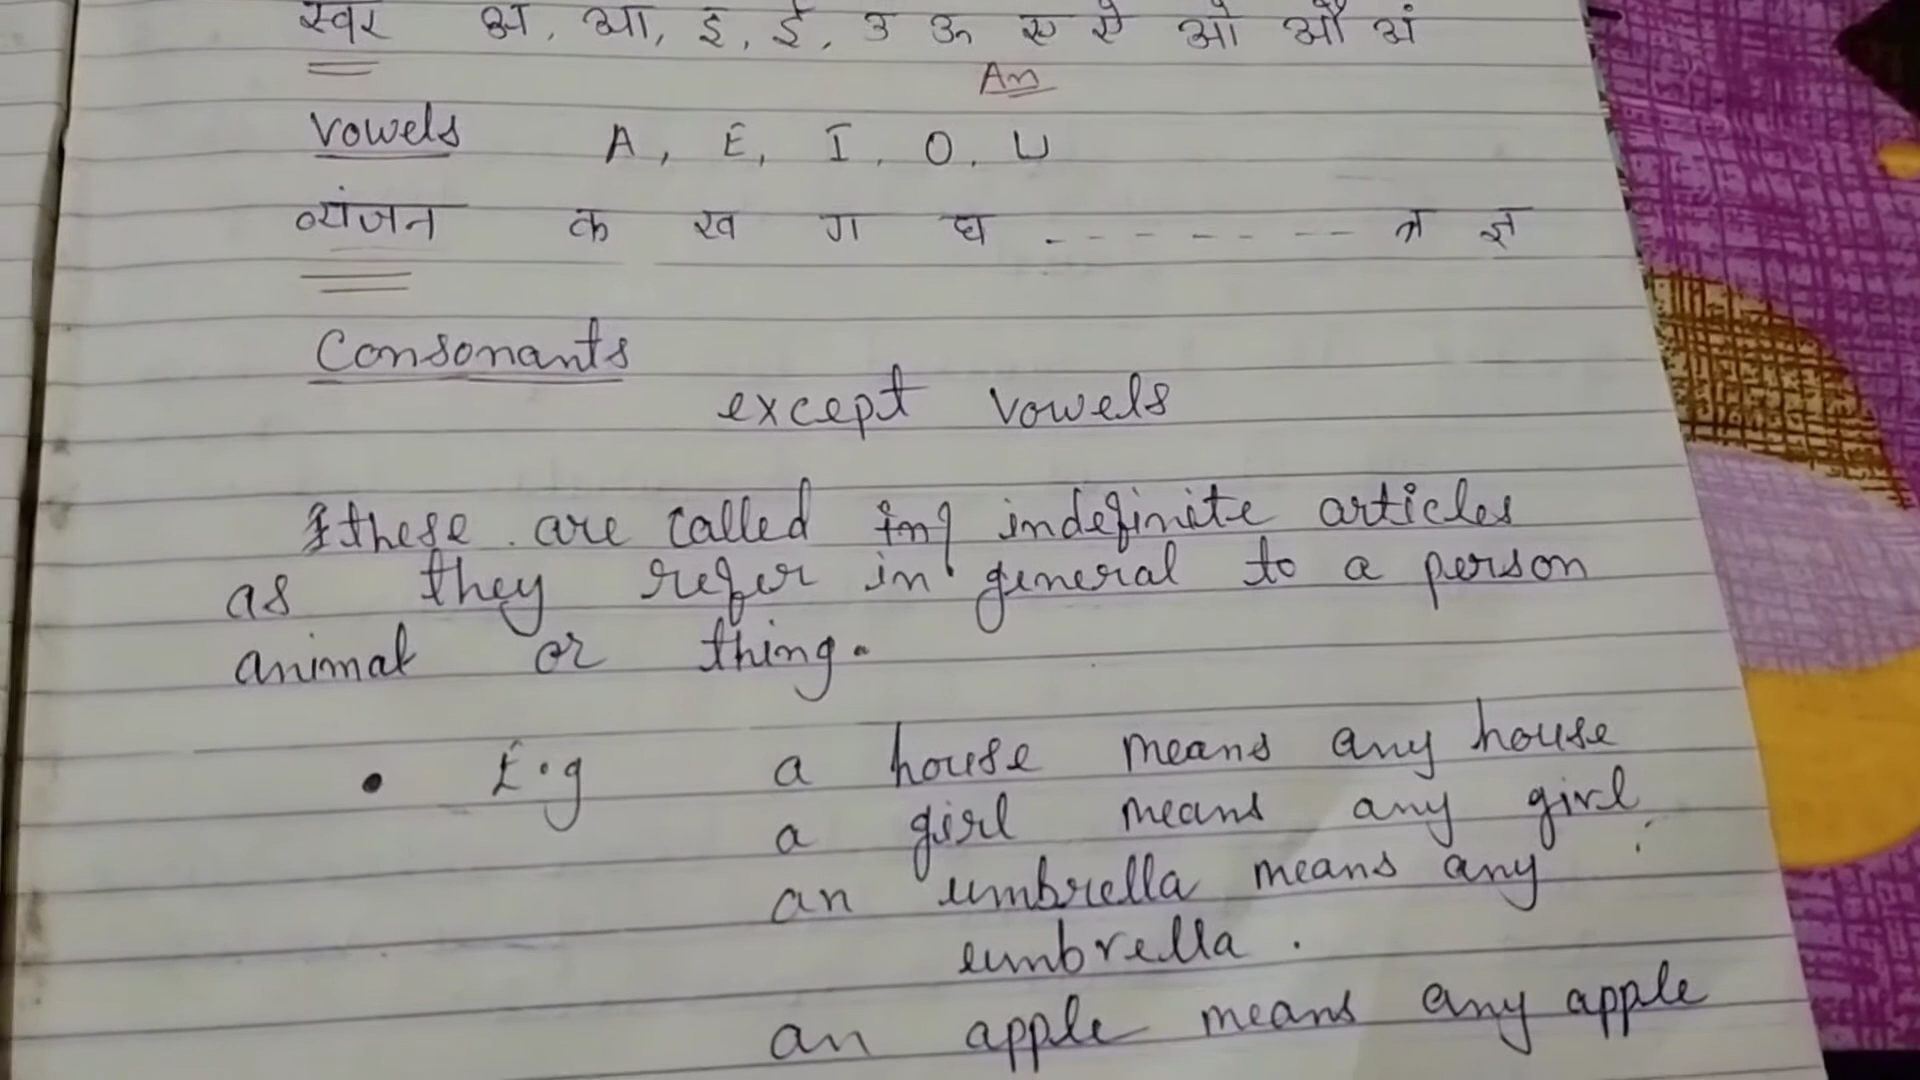 स्वर अ, आ, इ, ई, उ ऊ ए ऐ ओ औ अं
An
Vowels A, E, I, O, U
व्यंजन क ख ग घ - - - - - - - - त्र ज्ञ
Consonants
except vowels
these are called indefinite articles
as they refer in general to a person
animal or thing.
• E.g a house means any house
a girl means any girl
an umbrella means any
umbrella.
an apple means any apple